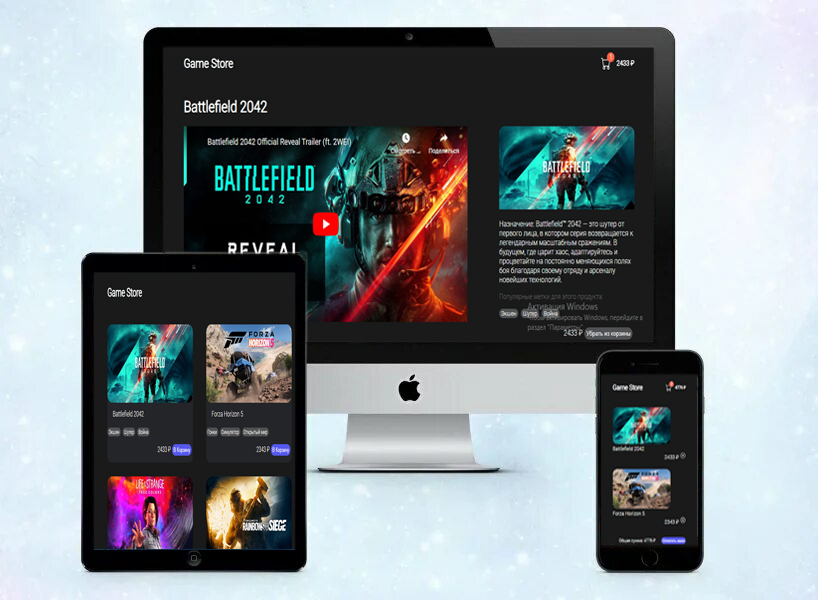 Game Store
1
2433 ₽
Battlefield 2042
Battlefield 2042 Official Reveal Trailer (ft. 2WEI)
Смотреть ...
Поделиться
BATTLEFIELD
2042
REVEAL
BATTLEFIELD
2042
Назначение: Battlefield™ 2042 — это шутер от
первого лица, в котором серия возвращается к
легендарным масштабным сражениям. В
будущем, где царит хаос, адаптируйтесь и
процветайте на постоянно меняющихся полях
боя благодаря своему отряду и арсеналу
новейших технологий.
Популярные метки для этого продукта:
Активация Windows
Экшен Шутер Война
активировать Windows, перейдите в
раздел "Параметры"
2433 ₽ Убрать из корзины
Game Store
BATTLEFIELD
2042
FORZA
HORIZON 5
Battlefield 2042
Forza Horizon 5
Экшен Шутер Война
Гонки Симулятор Открытый мир
2433 ₽ В Корзину
2343 ₽ В Корзину
LIFE IS STRANGE
TRUE COLORS
RAINBOW SIX SIEGE
Game Store
4776 ₽
BATTLEFIELD
Battlefield 2042
2433 ₽
FORZA
HORIZON 5
Forza Horizon 5
2343 ₽
Общая сумма: 4776 ₽